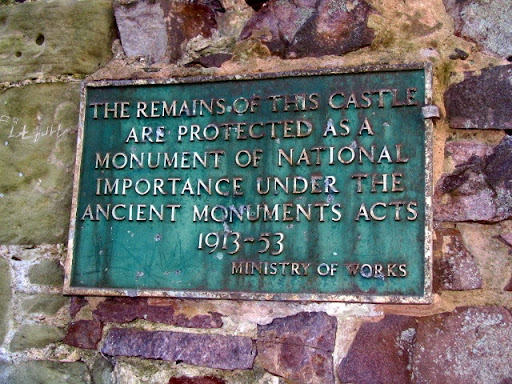 THE REMAINS OF THIS CASTLE
ARE PROTECTED AS A
MONUMENT OF NATIONAL
IMPORTANCE UNDER THE
ANCIENT MONUMENTS ACTS
1913-53
MINISTRY OF WORKS